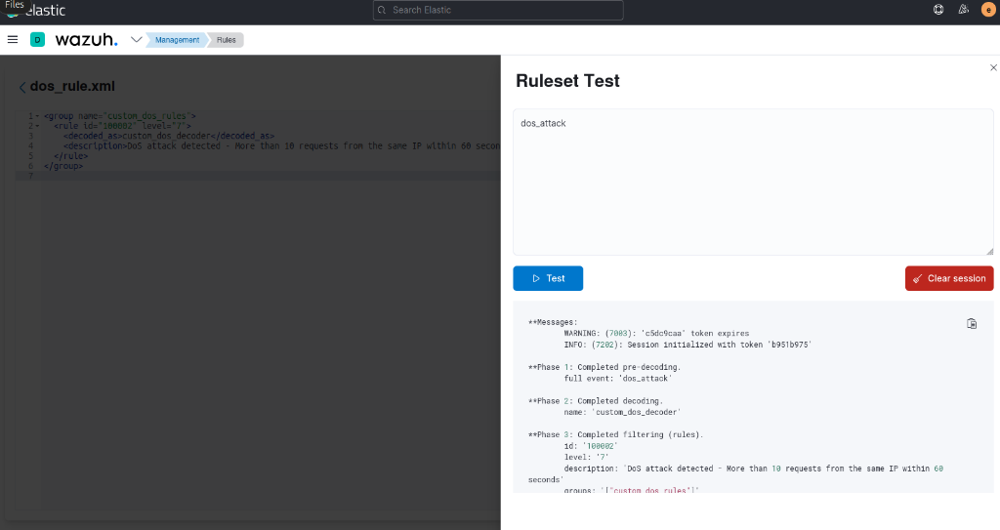 Files
elastic
Search Elastic
e
D
wazuh.
Management
Rules
dos_rule.xml
1 <group name="custom_dos_rules">
2 <rule id="100002" level="7">
3 <decoded_as>custom_dos_decoder</decoded_as>
4 <description>DoS attack detected - More than 10 requests from the same IP within 60 secon
5 </rule>
6 </group>
7
Ruleset Test
dos_attack
Test
Clear session
**Messages:
WARNING: (7003): 'c5dc9caa' token expires
INFO: (7202): Session initialized with token 'b951b975'
**Phase 1: Completed pre-decoding.
full event: 'dos_attack'
**Phase 2: Completed decoding.
name: 'custom_dos_decoder'
**Phase 3: Completed filtering (rules).
id: '100002'
level: '7'
description: 'DoS attack detected - More than 10 requests from the same IP within 60
seconds'
groups: '["custom_dos_rules"]'